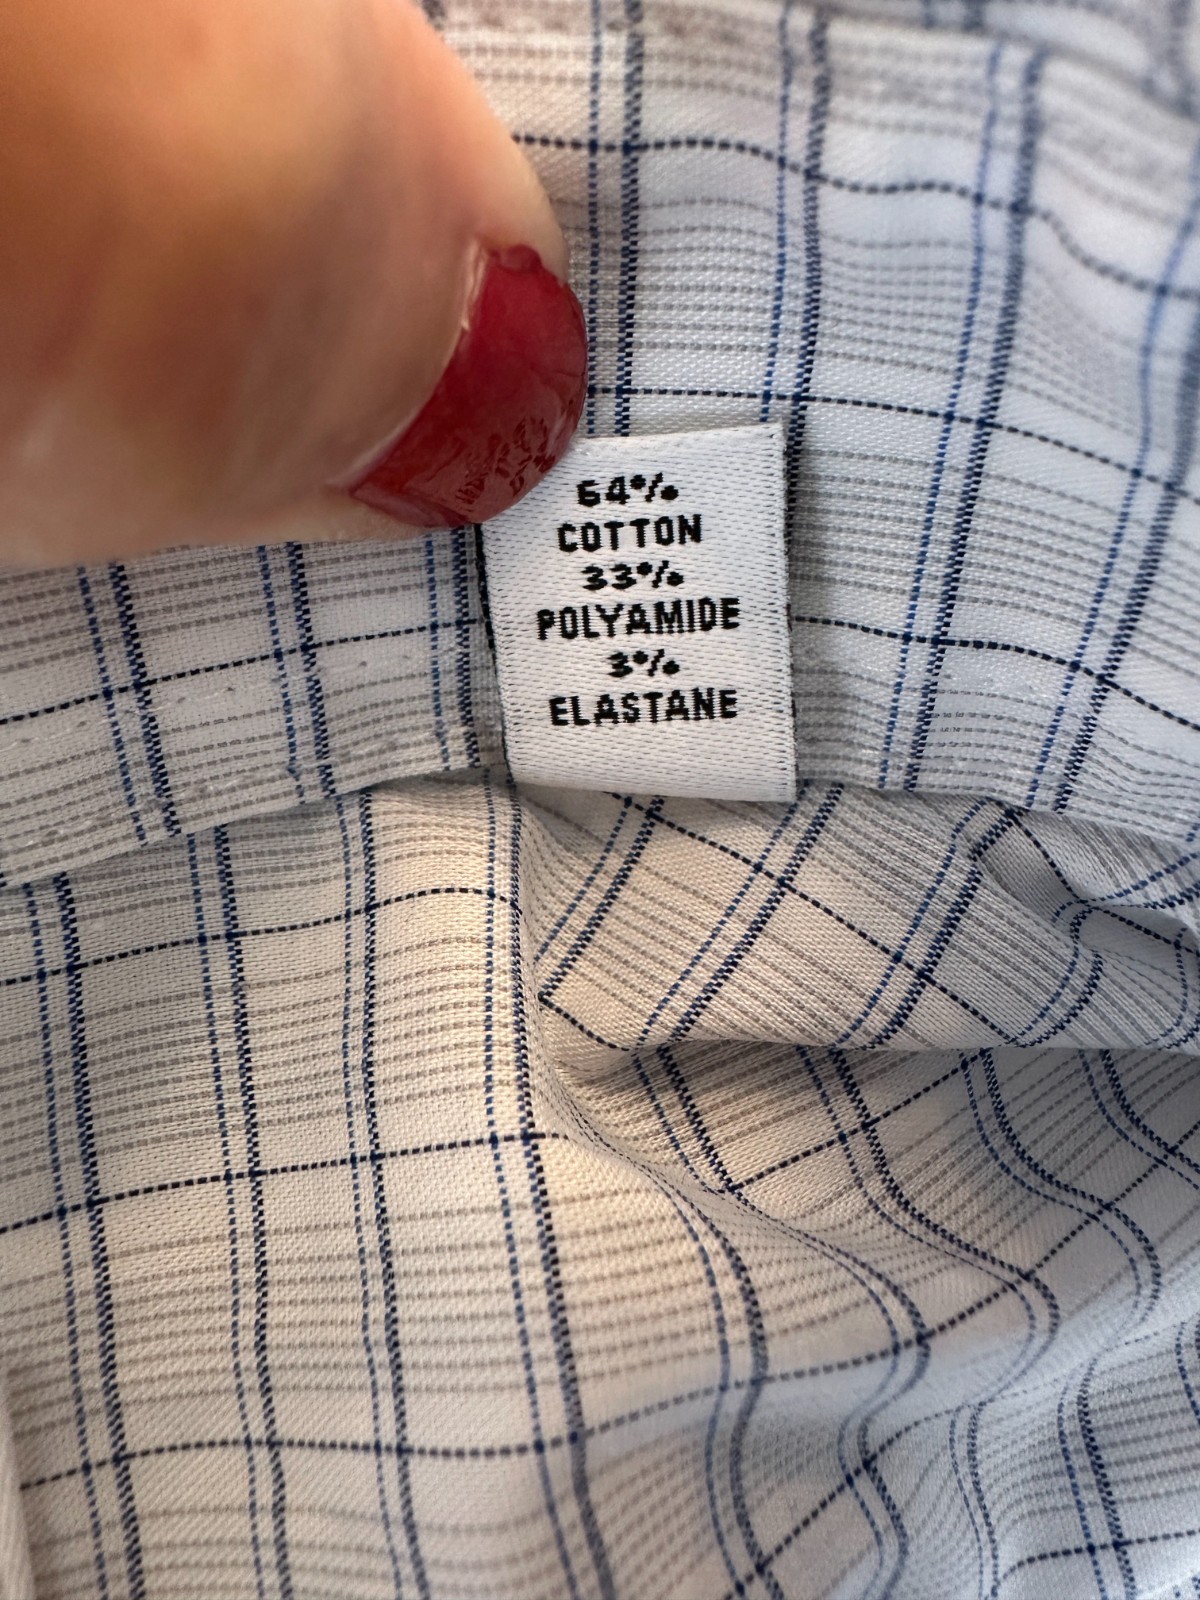 64%
COTTON
33%
POLYAMIDE
3%
ELASTANE